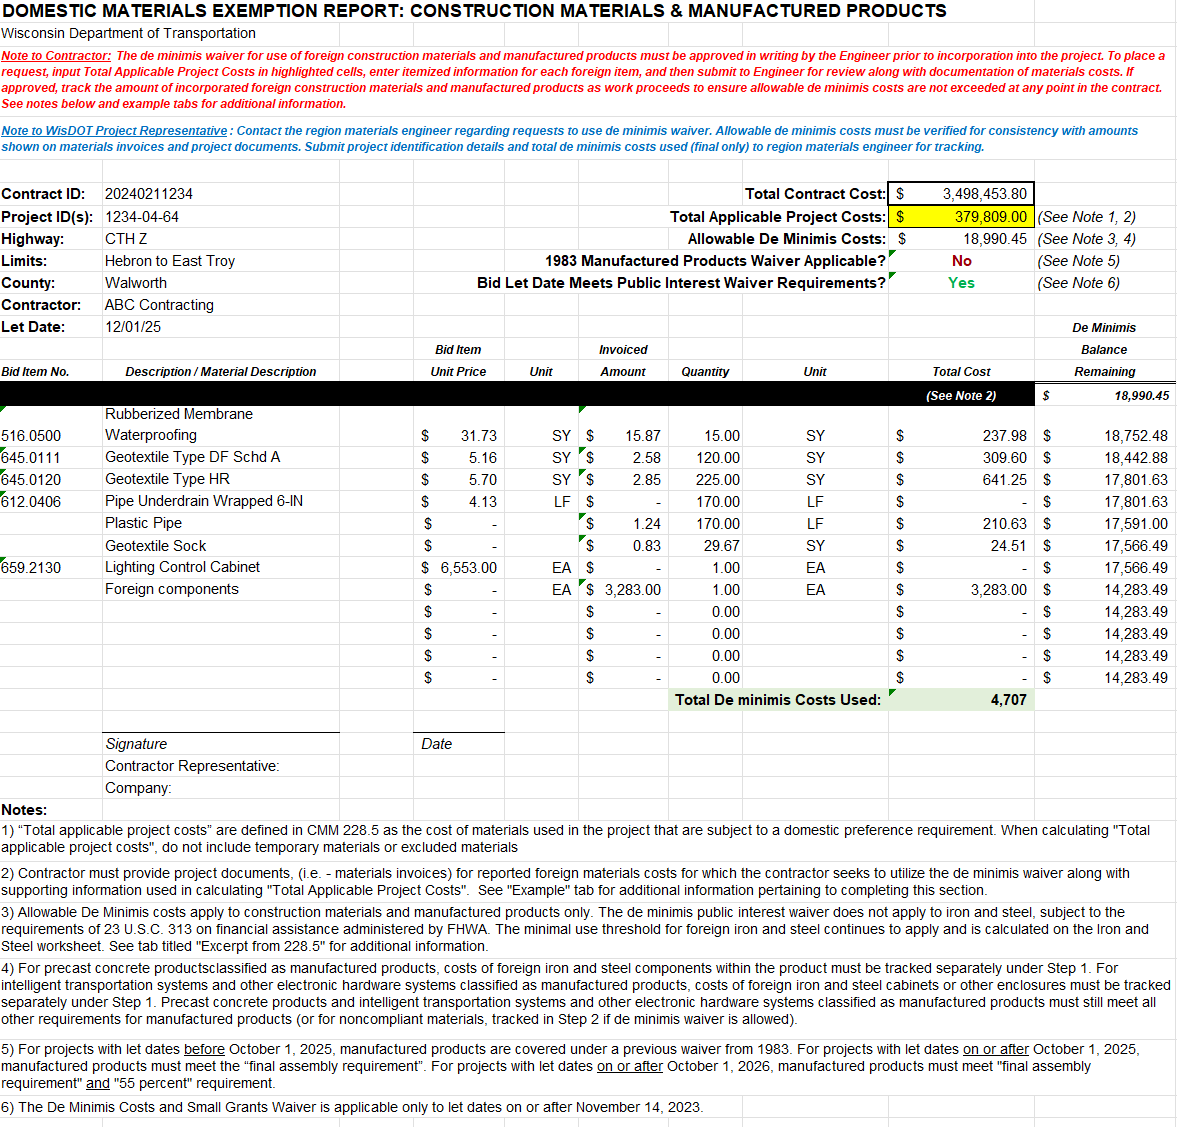 DOMESTIC MATERIALS EXEMPTION REPORT: CONSTRUCTION MATERIALS & MANUFACTURED PRODUCTS
Wisconsin Department of Transportation
Note to Contractor: The de minimis waiver for use of foreign construction materials and manufactured products must be approved in writing by the Engineer prior to incorporation into the project. To place a
request, input Total Applicable Project Costs in highlighted cells, enter itemized information for each foreign item, and then submit to Engineer for review along with documentation of materials costs. If
approved, track the amount of incorporated foreign construction materials and manufactured products as work proceeds to ensure allowable de minimis costs are not exceeded at any point in the contract.
See notes below and example tabs for additional information.
Note to WisDOT Project Representative : Contact the region materials engineer regarding requests to use de minimis waiver. Allowable de minimis costs must be verified for consistency with amounts
shown on materials invoices and project documents. Submit project identification details and total de minimis costs used (final only) to region materials engineer for tracking.
Contract ID: 20240211234 Total Contract Cost: $ 3,498,453.80
Project ID(s): 1234-04-64 Total Applicable Project Costs: $ 379,809.00 (See Note 1, 2)
Highway: CTH Z Allowable De Minimis Costs: $ 18,990.45 (See Note 3, 4)
Limits: Hebron to East Troy 1983 Manufactured Products Waiver Applicable? No (See Note 5)
County: Walworth Bid Let Date Meets Public Interest Waiver Requirements? Yes (See Note 6)
Contractor: ABC Contracting
Let Date: 12/01/25 De Minimis
Bid Item Invoiced Balance
Bid Item No. Description / Material Description Unit Price Unit Amount Quantity Unit Total Cost Remaining
(See Note 2) $ 18,990.45
Rubberized Membrane
516.0500 Waterproofing $ 31.73 SY $ 15.87 15.00 SY $ 237.98 $ 18,752.48
645.0111 Geotextile Type DF Schd A $ 5.16 SY $ 2.58 120.00 SY $ 309.60 $ 18,442.88
645.0120 Geotextile Type HR $ 5.70 SY $ 2.85 225.00 SY $ 641.25 $ 17,801.63
612.0406 Pipe Underdrain Wrapped 6-IN $ 4.13 LF $ - 170.00 LF $ - $ 17,801.63
Plastic Pipe $ - $ 1.24 170.00 LF $ 210.63 $ 17,591.00
Geotextile Sock $ - $ 0.83 29.67 SY $ 24.51 $ 17,566.49
659.2130 Lighting Control Cabinet $ 6,553.00 EA $ - 1.00 EA $ - $ 17,566.49
Foreign components $ - EA $ 3,283.00 1.00 EA $ 3,283.00 $ 14,283.49
$ - $ - 0.00 $ - $ 14,283.49
$ - $ - 0.00 $ - $ 14,283.49
$ - $ - 0.00 $ - $ 14,283.49
$ - $ - 0.00 $ - $ 14,283.49
Total De minimis Costs Used: 4,707
Signature Date
Contractor Representative:
Company:
Notes:
1) “Total applicable project costs” are defined in CMM 228.5 as the cost of materials used in the project that are subject to a domestic preference requirement. When calculating "Total
applicable project costs", do not include temporary materials or excluded materials
2) Contractor must provide project documents, (i.e. - materials invoices) for reported foreign materials costs for which the contractor seeks to utilize the de minimis waiver along with
supporting information used in calculating "Total Applicable Project Costs". See "Example" tab for additional information pertaining to completing this section.
3) Allowable De Minimis costs apply to construction materials and manufactured products only. The de minimis public interest waiver does not apply to iron and steel, subject to the
requirements of 23 U.S.C. 313 on financial assistance administered by FHWA. The minimal use threshold for foreign iron and steel continues to apply and is calculated on the Iron and
Steel worksheet. See tab titled "Excerpt from 228.5" for additional information.
4) For precast concrete productsclassified as manufactured products, costs of foreign iron and steel components within the product must be tracked separately under Step 1. For
intelligent transportation systems and other electronic hardware systems classified as manufactured products, costs of foreign iron and steel cabinets or other enclosures must be tracked
separately under Step 1. Precast concrete products and intelligent transportation systems and other electronic hardware systems classified as manufactured products must still meet all
other requirements for manufactured products (or for noncompliant materials, tracked in Step 2 if de minimis waiver is allowed).
5) For projects with let dates before October 1, 2025, manufactured products are covered under a previous waiver from 1983. For projects with let dates on or after October 1, 2025,
manufactured products must meet the “final assembly requirement”. For projects with let dates on or after October 1, 2026, manufactured products must meet "final assembly
requirement" and "55 percent" requirement.
6) The De Minimis Costs and Small Grants Waiver is applicable only to let dates on or after November 14, 2023.